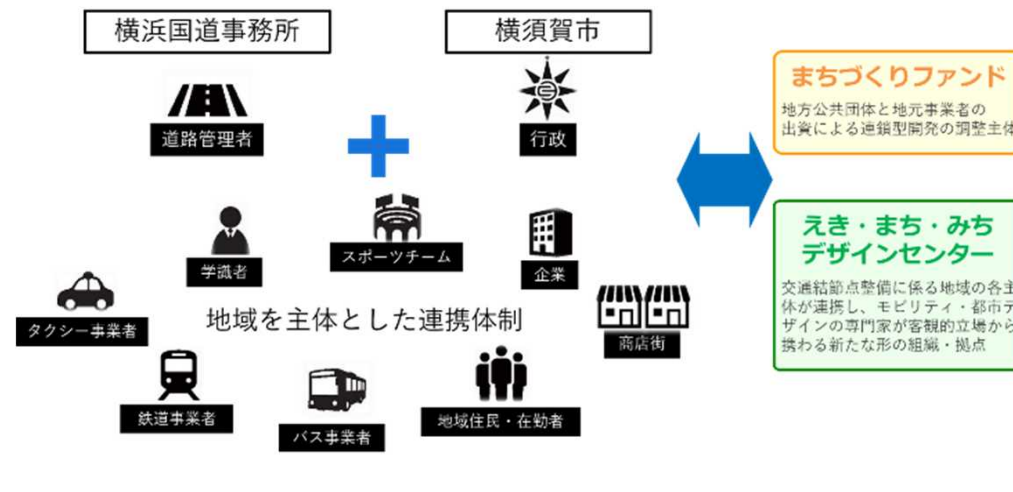 横浜国道事務所
横須賀市
道路管理者
行政
学識者
スポーツチーム
企業
タクシー事業者
地域を主体とした連携体制
商店街
鉄道事業者
バス事業者
地域住民・在勤者
まちづくりファンド
地方公共団体と地元事業者の
出資による連鎖型開発の調整主体
えき・まち・みち
デザインセンター
交通結節点整備に係る地域の各主
体が連携し、モビリティ・都市デ
ザインの専門家が客観的立場から
携わる新たな形の組織・拠点